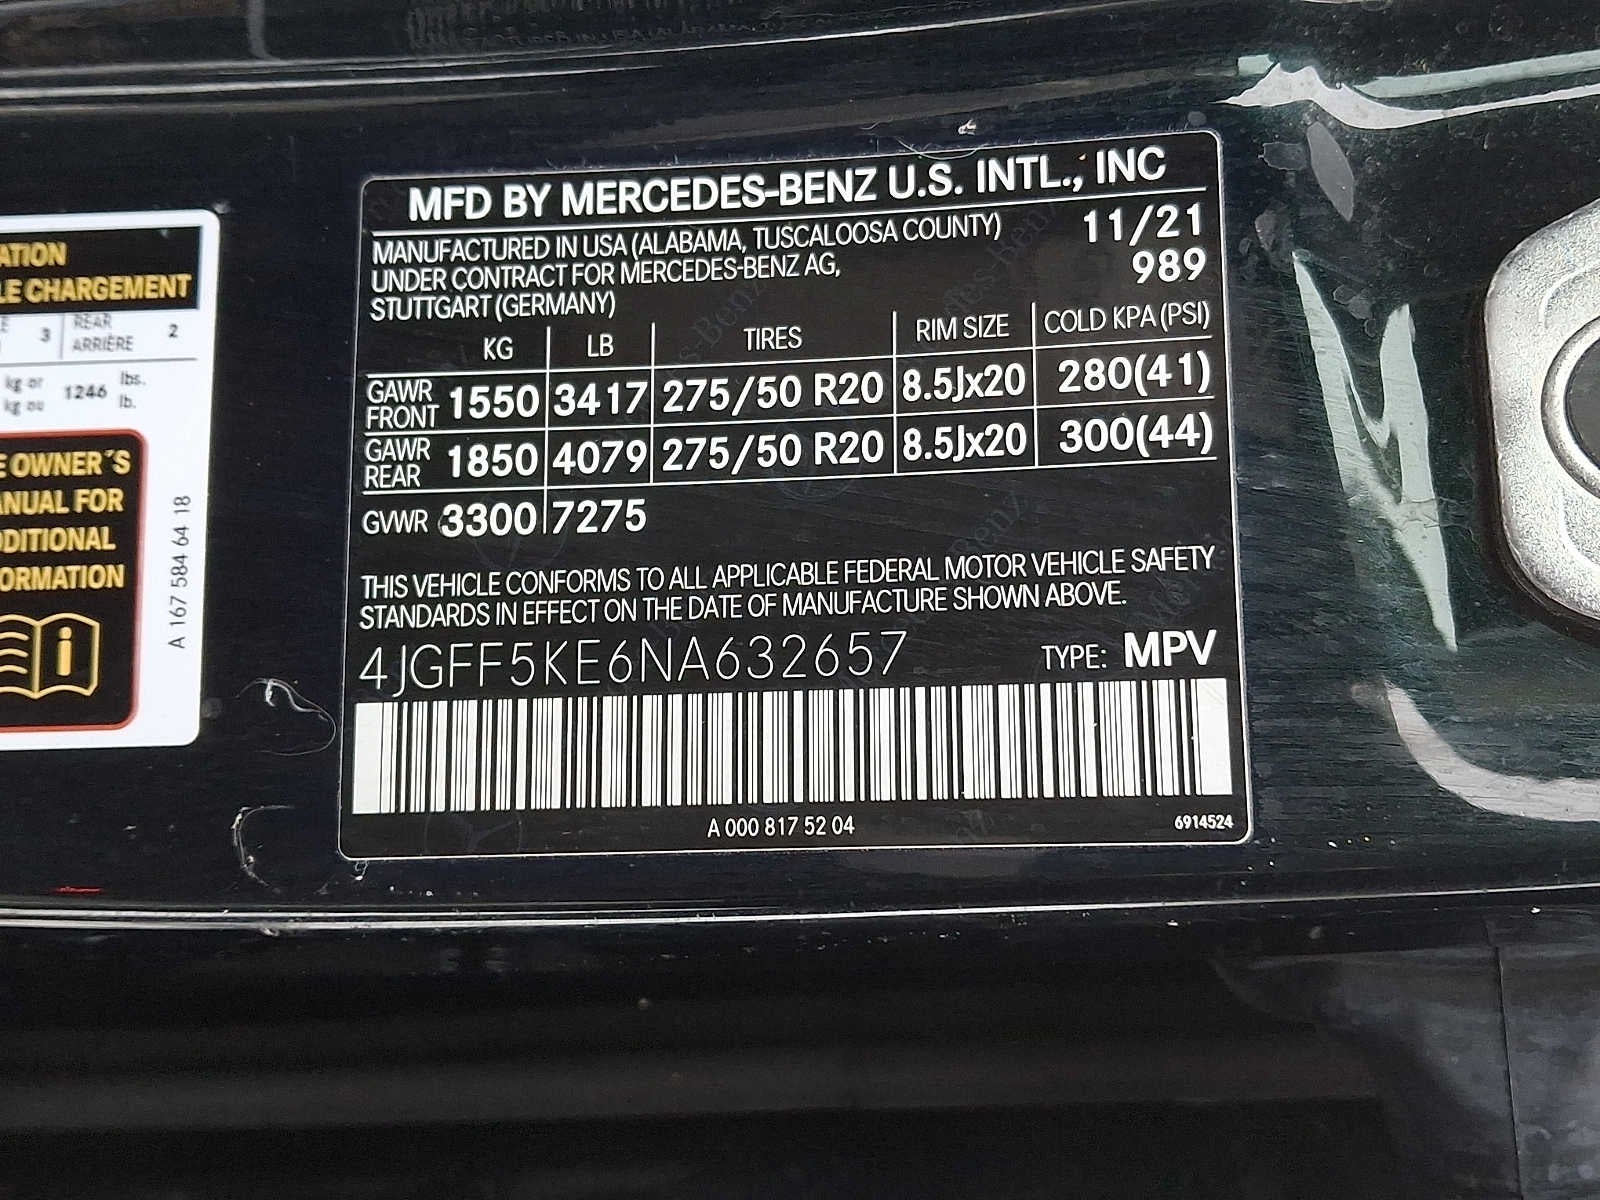 ATION
LE CHARGEMENT
3 REAR ARRIÈRE 2
kg or
kg ou 1246 lbs.
lb.
E OWNER´S
ANUAL FOR
DDITIONAL
FORMATION
i
A 167 584 64 18
MFD BY MERCEDES-BENZ U.S. INTL., INC
MANUFACTURED IN USA (ALABAMA, TUSCALOOSA COUNTY) 11/21
UNDER CONTRACT FOR MERCEDES-BENZ AG, 989
STUTTGART (GERMANY)
KG LB TIRES RIM SIZE COLD KPA (PSI)
GAWR FRONT 1550 3417 275/50 R20 8.5Jx20 280(41)
GAWR REAR 1850 4079 275/50 R20 8.5Jx20 300(44)
GVWR 3300 7275
THIS VEHICLE CONFORMS TO ALL APPLICABLE FEDERAL MOTOR VEHICLE SAFETY
STANDARDS IN EFFECT ON THE DATE OF MANUFACTURE SHOWN ABOVE.
4JGFF5KE6NA632657 TYPE: MPV
A 000 817 52 04 6914524